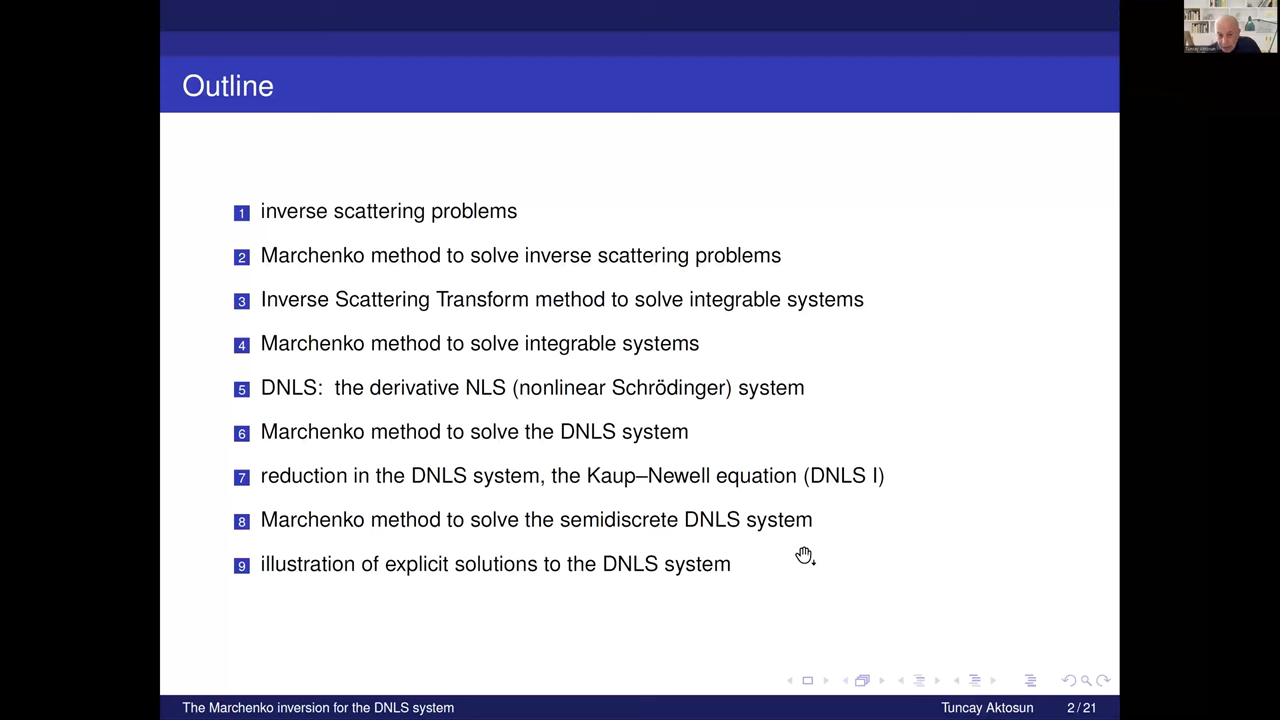 Outline
1 inverse scattering problems
2 Marchenko method to solve inverse scattering problems
3 Inverse Scattering Transform method to solve integrable systems
4 Marchenko method to solve integrable systems
5 DNLS: the derivative NLS (nonlinear Schrödinger) system
6 Marchenko method to solve the DNLS system
7 reduction in the DNLS system, the Kaup–Newell equation (DNLS I)
8 Marchenko method to solve the semidiscrete DNLS system
9 illustration of explicit solutions to the DNLS system
The Marchenko inversion for the DNLS system Tuncay Aktosun 2 / 21
Tuncay Aktosun